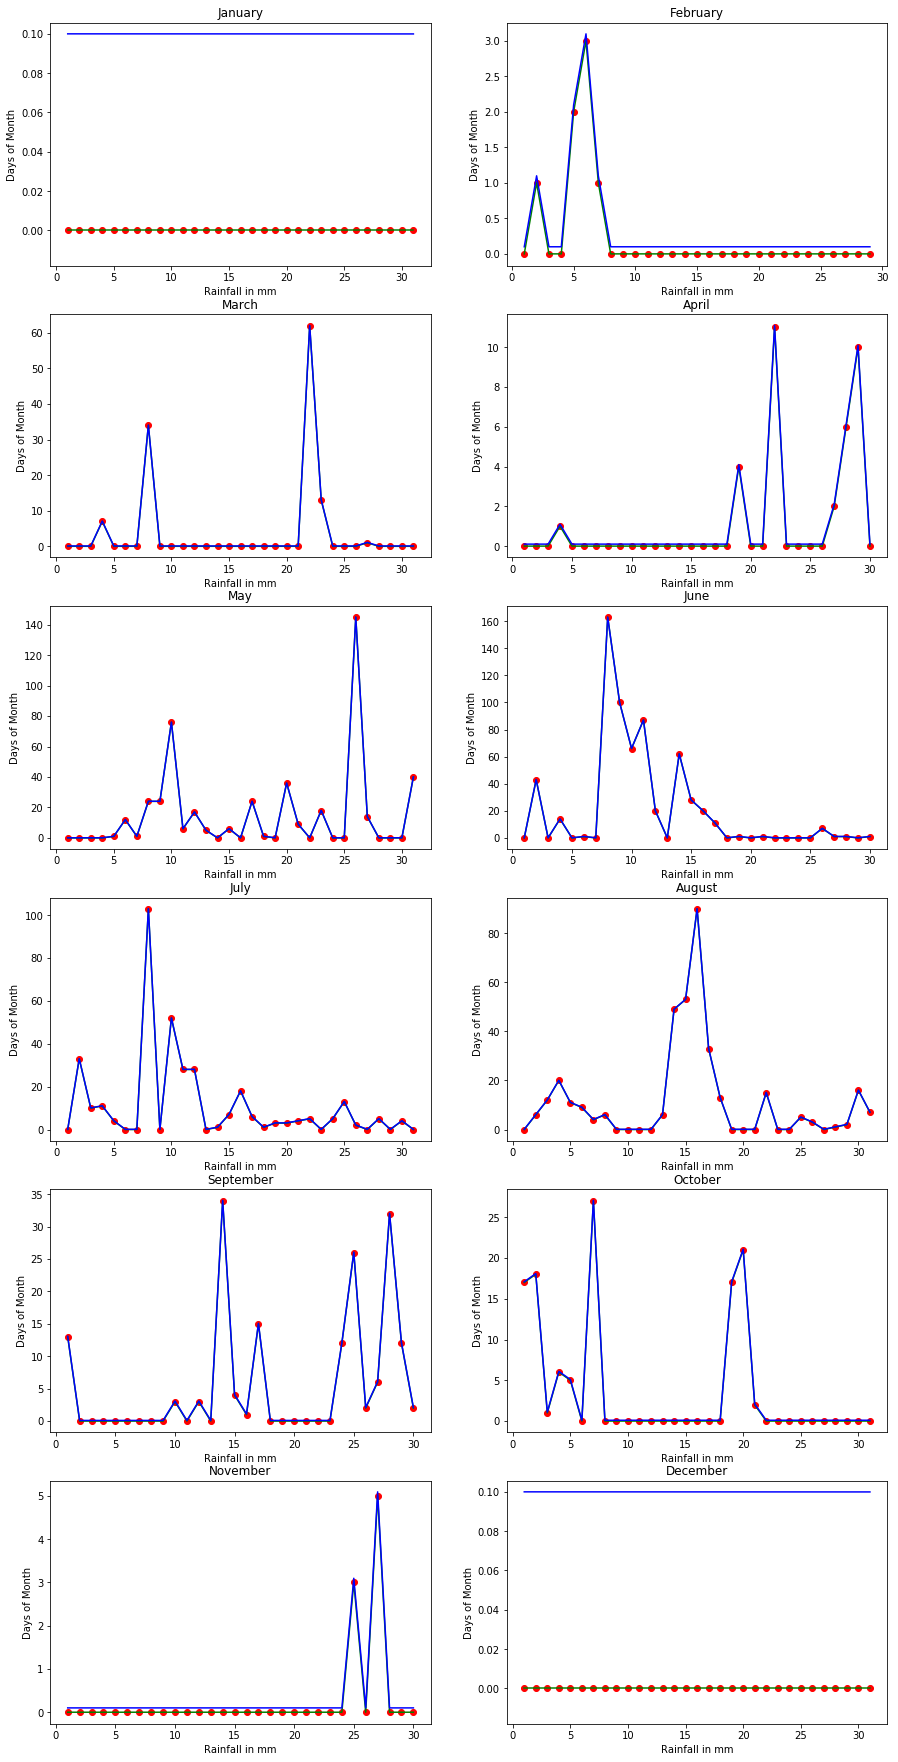 January
0.10
0.08
0.06
0.04
0.02
0.00
Days of Month
0 5 10 15 20 25 30
Rainfall in mm
February
3.0
2.5
2.0
1.5
1.0
0.5
0.0
Days of Month
0 5 10 15 20 25 30
Rainfall in mm
March
60
50
40
30
20
10
0
Days of Month
0 5 10 15 20 25 30
Rainfall in mm
April
10
8
6
4
2
0
Days of Month
0 5 10 15 20 25 30
Rainfall in mm
May
140
120
100
80
60
40
20
0
Days of Month
0 5 10 15 20 25 30
Rainfall in mm
June
160
140
120
100
80
60
40
20
0
Days of Month
0 5 10 15 20 25 30
Rainfall in mm
July
100
80
60
40
20
0
Days of Month
0 5 10 15 20 25 30
Rainfall in mm
August
80
60
40
20
0
Days of Month
0 5 10 15 20 25 30
Rainfall in mm
September
35
30
25
20
15
10
5
0
Days of Month
0 5 10 15 20 25 30
Rainfall in mm
October
25
20
15
10
5
0
Days of Month
0 5 10 15 20 25 30
Rainfall in mm
November
5
4
3
2
1
0
Days of Month
0 5 10 15 20 25 30
Rainfall in mm
December
0.10
0.08
0.06
0.04
0.02
0.00
Days of Month
0 5 10 15 20 25 30
Rainfall in mm